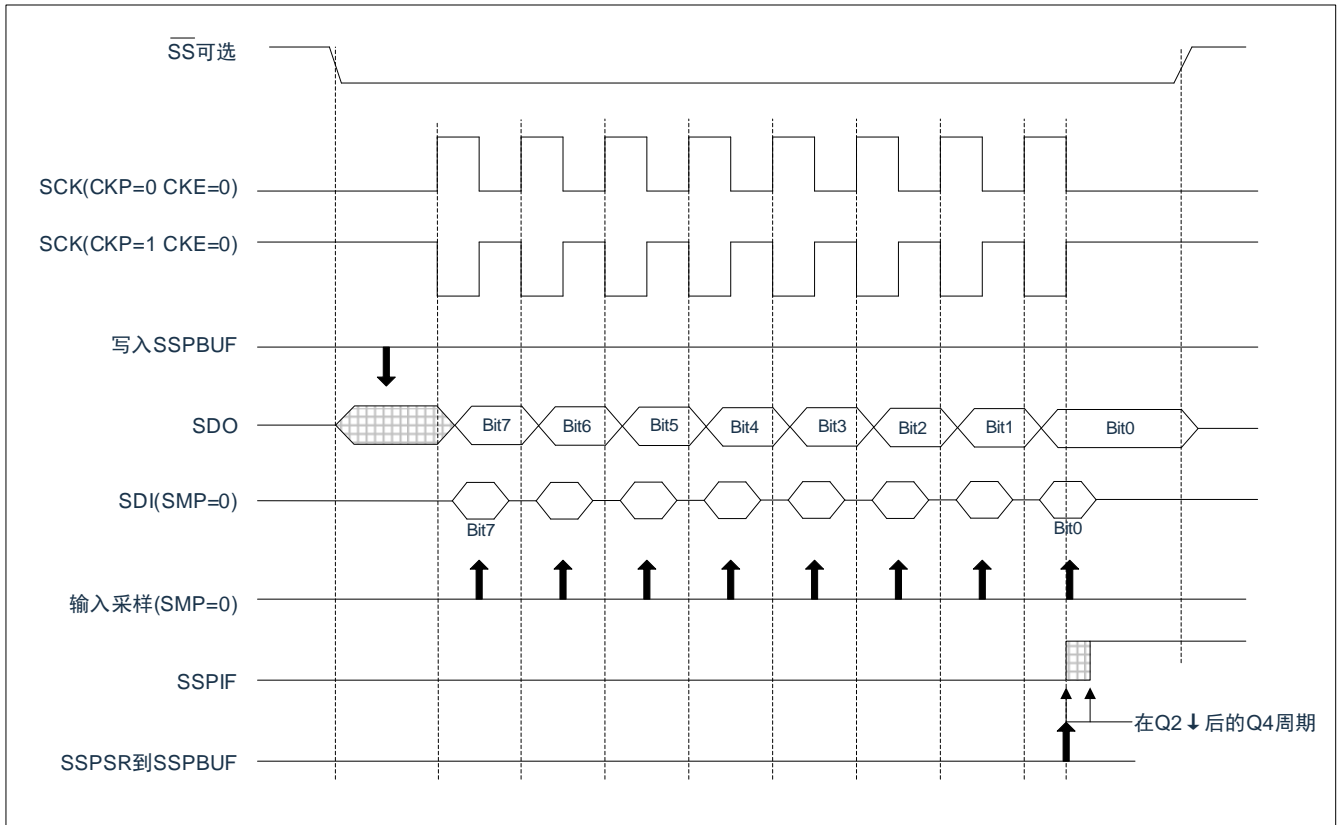 SS可选
SCK(CKP=0 CKE=0)
SCK(CKP=1 CKE=0)
写入SSPBUF
SDO
Bit7 Bit6 Bit5 Bit4 Bit3 Bit2 Bit1 Bit0
SDI(SMP=0)
Bit7 Bit0
输入采样(SMP=0)
SSPIF
在Q2↓后的Q4周期
SSPSR到SSPBUF